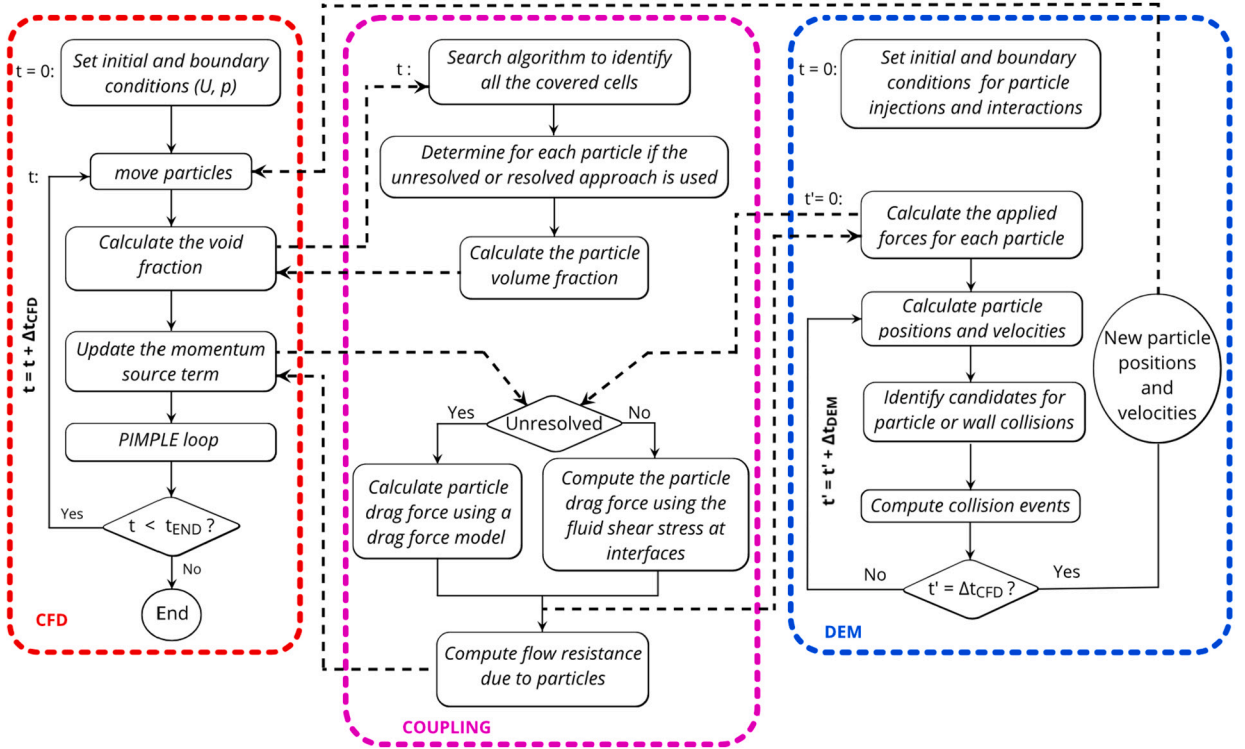 t = 0:
Set initial and boundary
conditions (U, p)
t:
move particles
Calculate the void
fraction
Update the momentum
source term
PIMPLE loop
t < tEND ?
Yes
No
End
t = t + ΔtCFD
CFD
t :
Search algorithm to identify
all the covered cells
Determine for each particle if the
unresolved or resolved approach is used
Calculate the particle
volume fraction
Unresolved
Yes
No
Calculate particle
drag force using a
drag force model
Compute the particle
drag force using the
fluid shear stress at
interfaces
Compute flow resistance
due to particles
COUPLING
t = 0:
Set initial and boundary
conditions for particle
injections and interactions
t'= 0:
Calculate the applied
forces for each particle
Calculate particle
positions and velocities
Identify candidates for
particle or wall collisions
Compute collision events
t' = ΔtCFD ?
No
Yes
t' = t' + ΔtDEM
New particle
positions
and
velocities
DEM